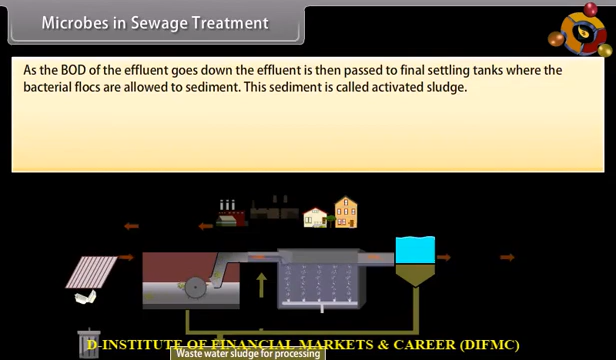 Microbes in Sewage Treatment
As the BOD of the effluent goes down the effluent is then passed to final settling tanks where the
bacterial flocs are allowed to sediment. This sediment is called activated sludge.
D-INSTITUTE OF FINANCIAL MARKETS & CAREER (DIFMC)
Waste water sludge for processing